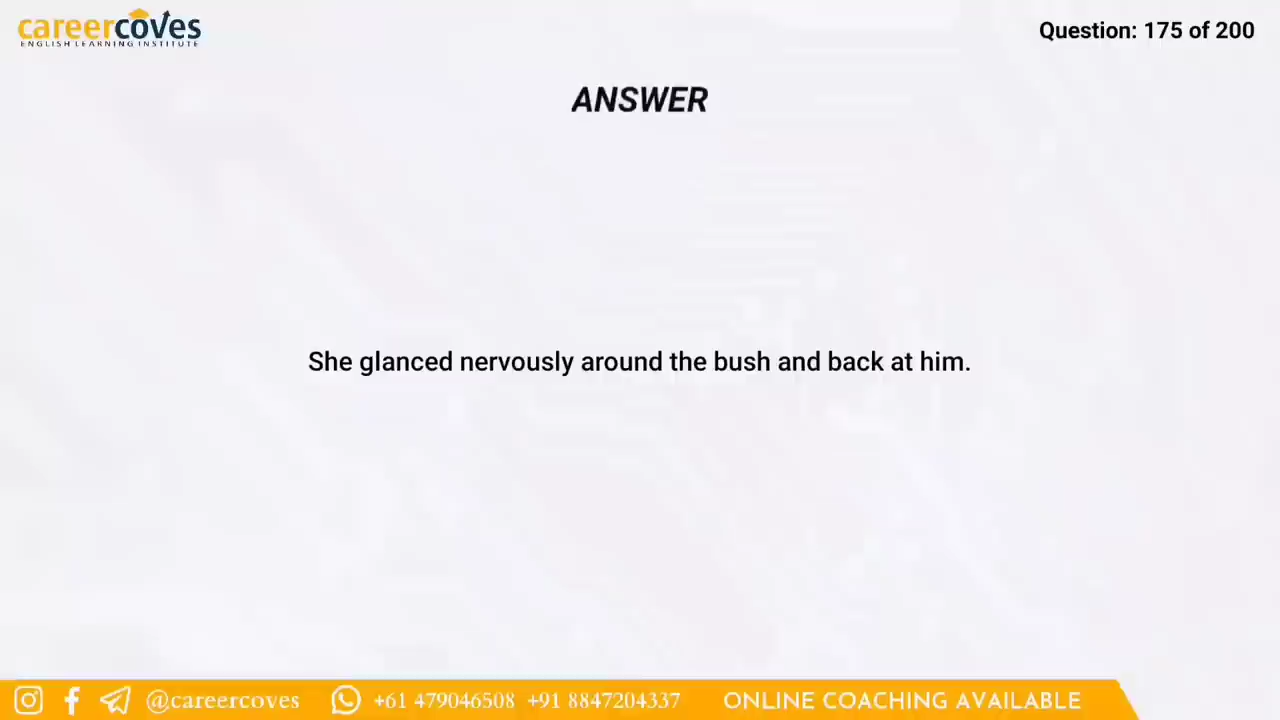 careercoves
ENGLISH LEARNING INSTITUTE
Question: 175 of 200
ANSWER
She glanced nervously around the bush and back at him.
@careercoves +61 479046508 +91 8847204337 ONLINE COACHING AVAILABLE